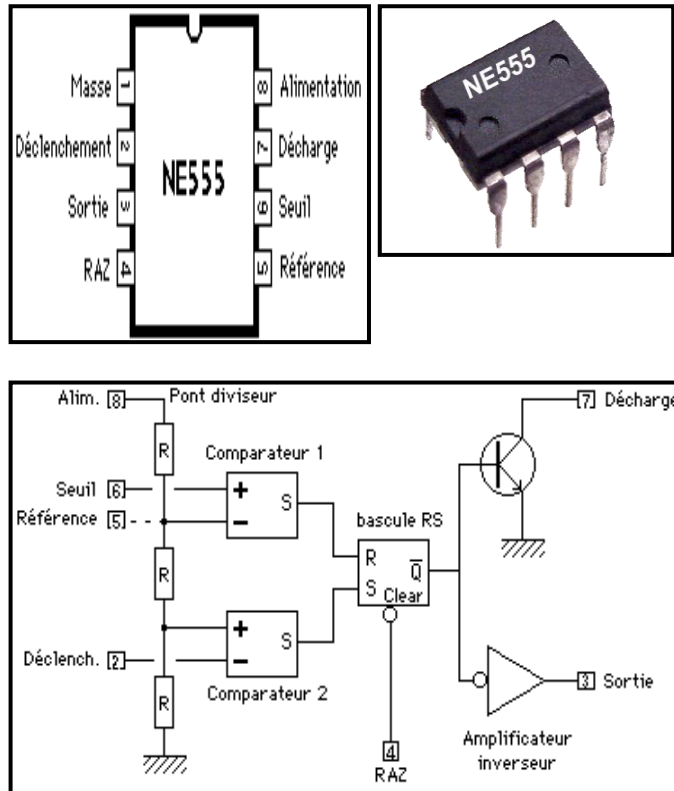 Masse 1
8 Alimentation
Déclenchement 2
7 Décharge
NE555
Sortie 3
6 Seuil
RAZ 4
5 Référence
NE555
Alim. 8
Pont diviseur
7 Décharge
R
Comparateur 1
Seuil 6
+
S
Référence 5
-
bascule RS
R
R
Q
S
Clear
+
S
Déclench. 2
-
3 Sortie
R
Comparateur 2
4
RAZ
Amplificateur
inverseur